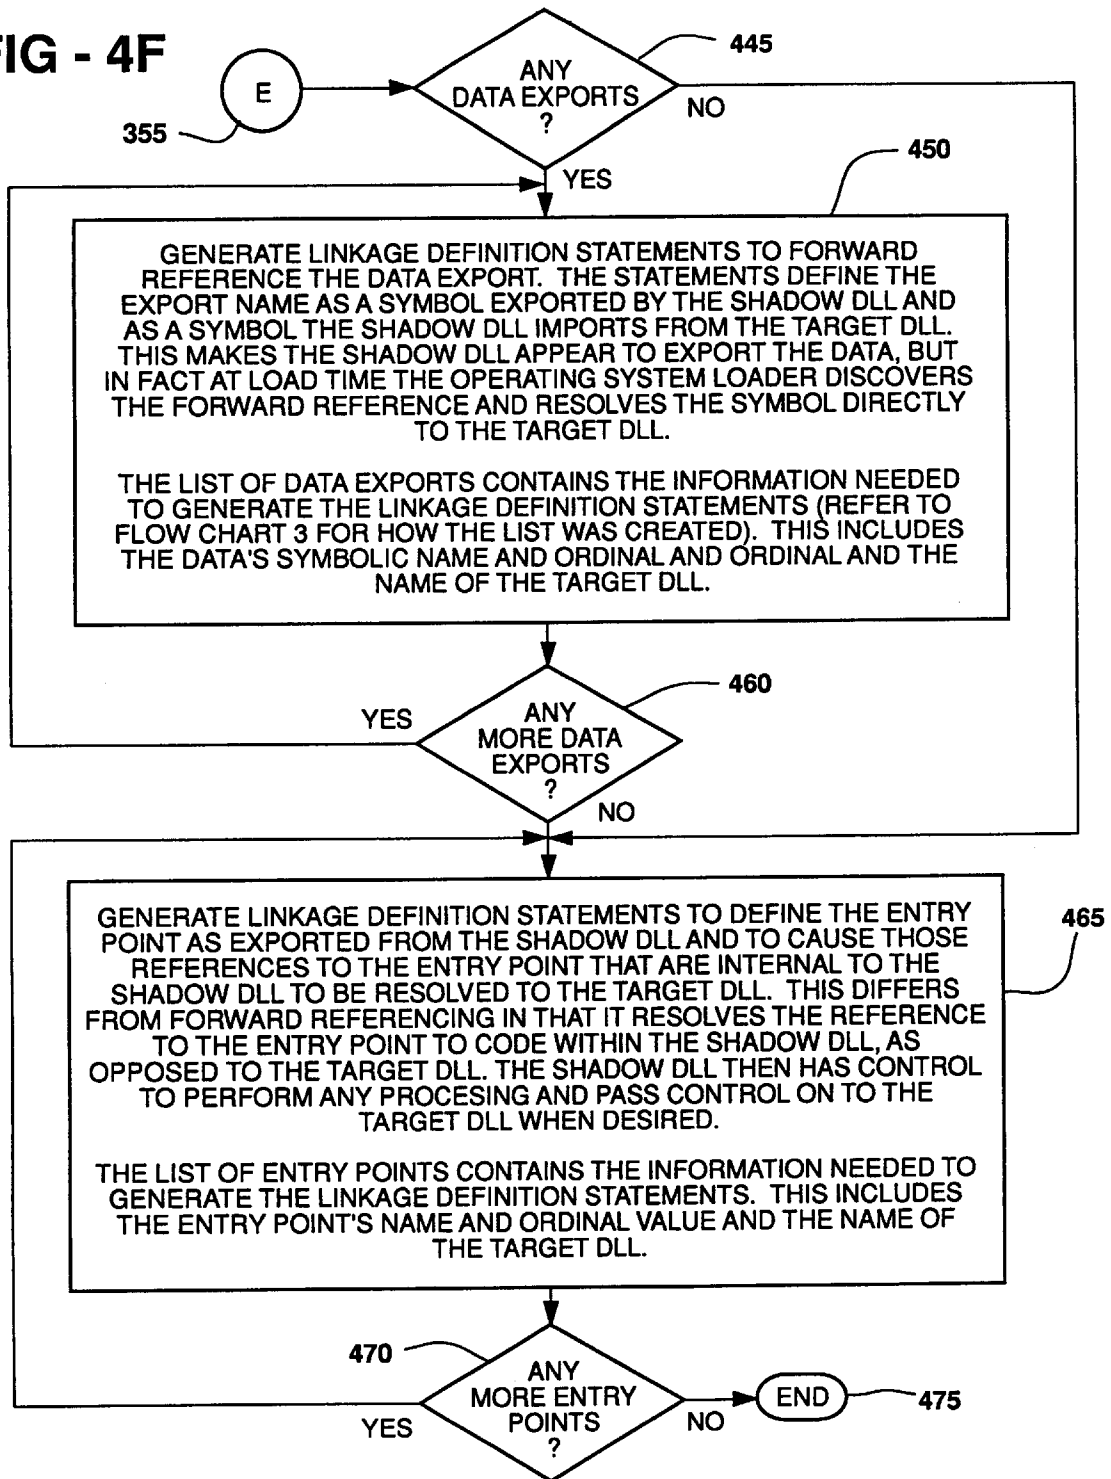 FIG - 4F
445
ANY
DATA EXPORTS
?
E
NO
355
YES
450
GENERATE LINKAGE DEFINITION STATEMENTS TO FORWARD
REFERENCE THE DATA EXPORT. THE STATEMENTS DEFINE THE
EXPORT NAME AS A SYMBOL EXPORTED BY THE SHADOW DLL AND
AS A SYMBOL THE SHADOW DLL IMPORTS FROM THE TARGET DLL.
THIS MAKES THE SHADOW DLL APPEAR TO EXPORT THE DATA, BUT
IN FACT AT LOAD TIME THE OPERATING SYSTEM LOADER DISCOVERS
THE FORWARD REFERENCE AND RESOLVES THE SYMBOL DIRECTLY
TO THE TARGET DLL.
THE LIST OF DATA EXPORTS CONTAINS THE INFORMATION NEEDED
TO GENERATE THE LINKAGE DEFINITION STATEMENTS (REFER TO
FLOW CHART 3 FOR HOW THE LIST WAS CREATED). THIS INCLUDES
THE DATA'S SYMBOLIC NAME AND ORDINAL AND ORDINAL AND THE
NAME OF THE TARGET DLL.
460
YES
ANY
MORE DATA
EXPORTS
?
NO
465
GENERATE LINKAGE DEFINITION STATEMENTS TO DEFINE THE ENTRY
POINT AS EXPORTED FROM THE SHADOW DLL AND TO CAUSE THOSE
REFERENCES TO THE ENTRY POINT THAT ARE INTERNAL TO THE
SHADOW DLL TO BE RESOLVED TO THE TARGET DLL. THIS DIFFERS
FROM FORWARD REFERENCING IN THAT IT RESOLVES THE REFERENCE
TO THE ENTRY POINT TO CODE WITHIN THE SHADOW DLL, AS
OPPOSED TO THE TARGET DLL. THE SHADOW DLL THEN HAS CONTROL
TO PERFORM ANY PROCESING AND PASS CONTROL ON TO THE
TARGET DLL WHEN DESIRED.
THE LIST OF ENTRY POINTS CONTAINS THE INFORMATION NEEDED TO
GENERATE THE LINKAGE DEFINITION STATEMENTS. THIS INCLUDES
THE ENTRY POINT'S NAME AND ORDINAL VALUE AND THE NAME OF
THE TARGET DLL.
470
ANY
MORE ENTRY
POINTS
?
YES
NO
END
475